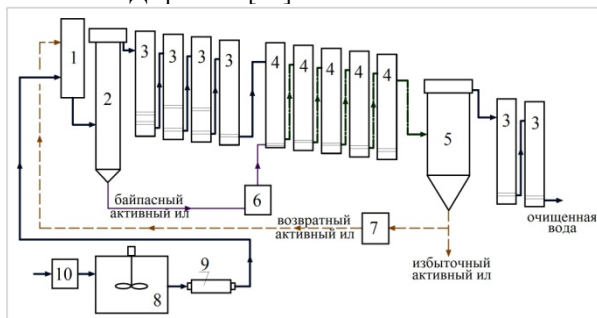 1
2
3
3
3
3
4
4
4
4
4
5
3
3
байпасный
активный ил
6
возвратный
активный ил
7
очищенная
вода
избыточный
активный ил
10
8
9